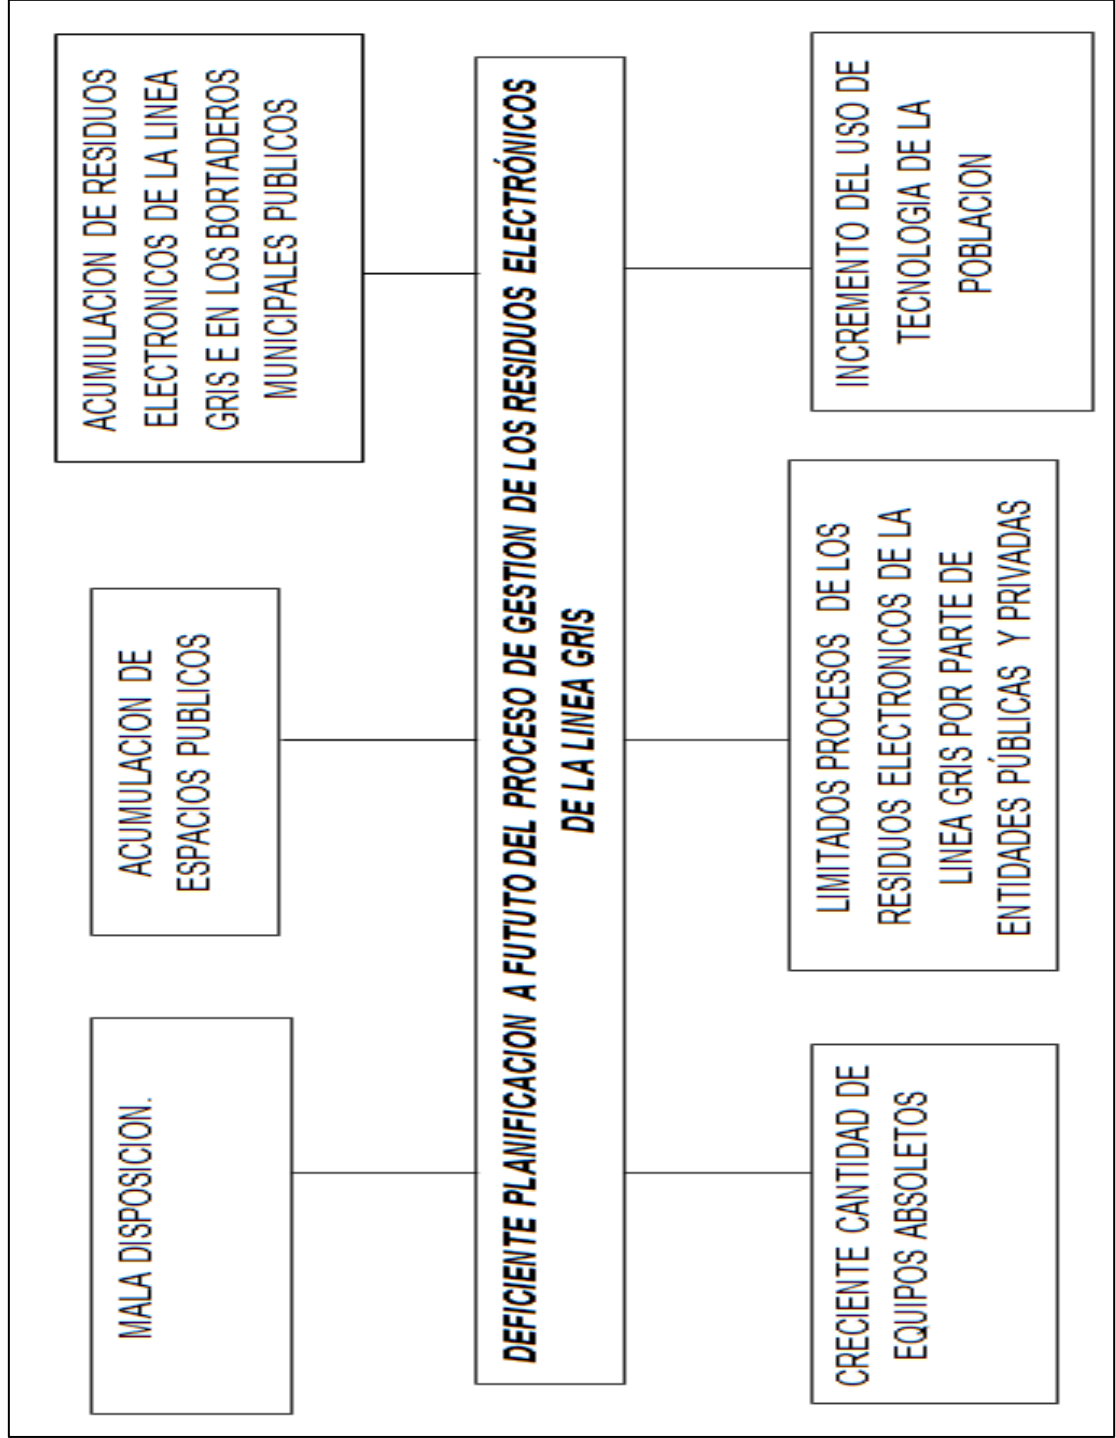 MALA DISPOSICION.
ACUMULACION DE
ESPACIOS PUBLICOS
ACUMULACION DE RESIDUOS
ELECTRONICOS DE LA LINEA
GRIS E EN LOS BORTADEROS
MUNICIPALES PUBLICOS
DEFICIENTE PLANIFICACION A FUTUTO DEL PROCESO DE GESTION DE LOS RESIDUOS ELECTRÓNICOS
DE LA LINEA GRIS
CRECIENTE CANTIDAD DE
EQUIPOS ABSOLETOS
LIMITADOS PROCESOS DE LOS
RESIDUOS ELECTRONICOS DE LA
LINEA GRIS POR PARTE DE
ENTIDADES PÚBLICAS Y PRIVADAS
INCREMENTO DEL USO DE
TECNOLOGIA DE LA
POBLACION